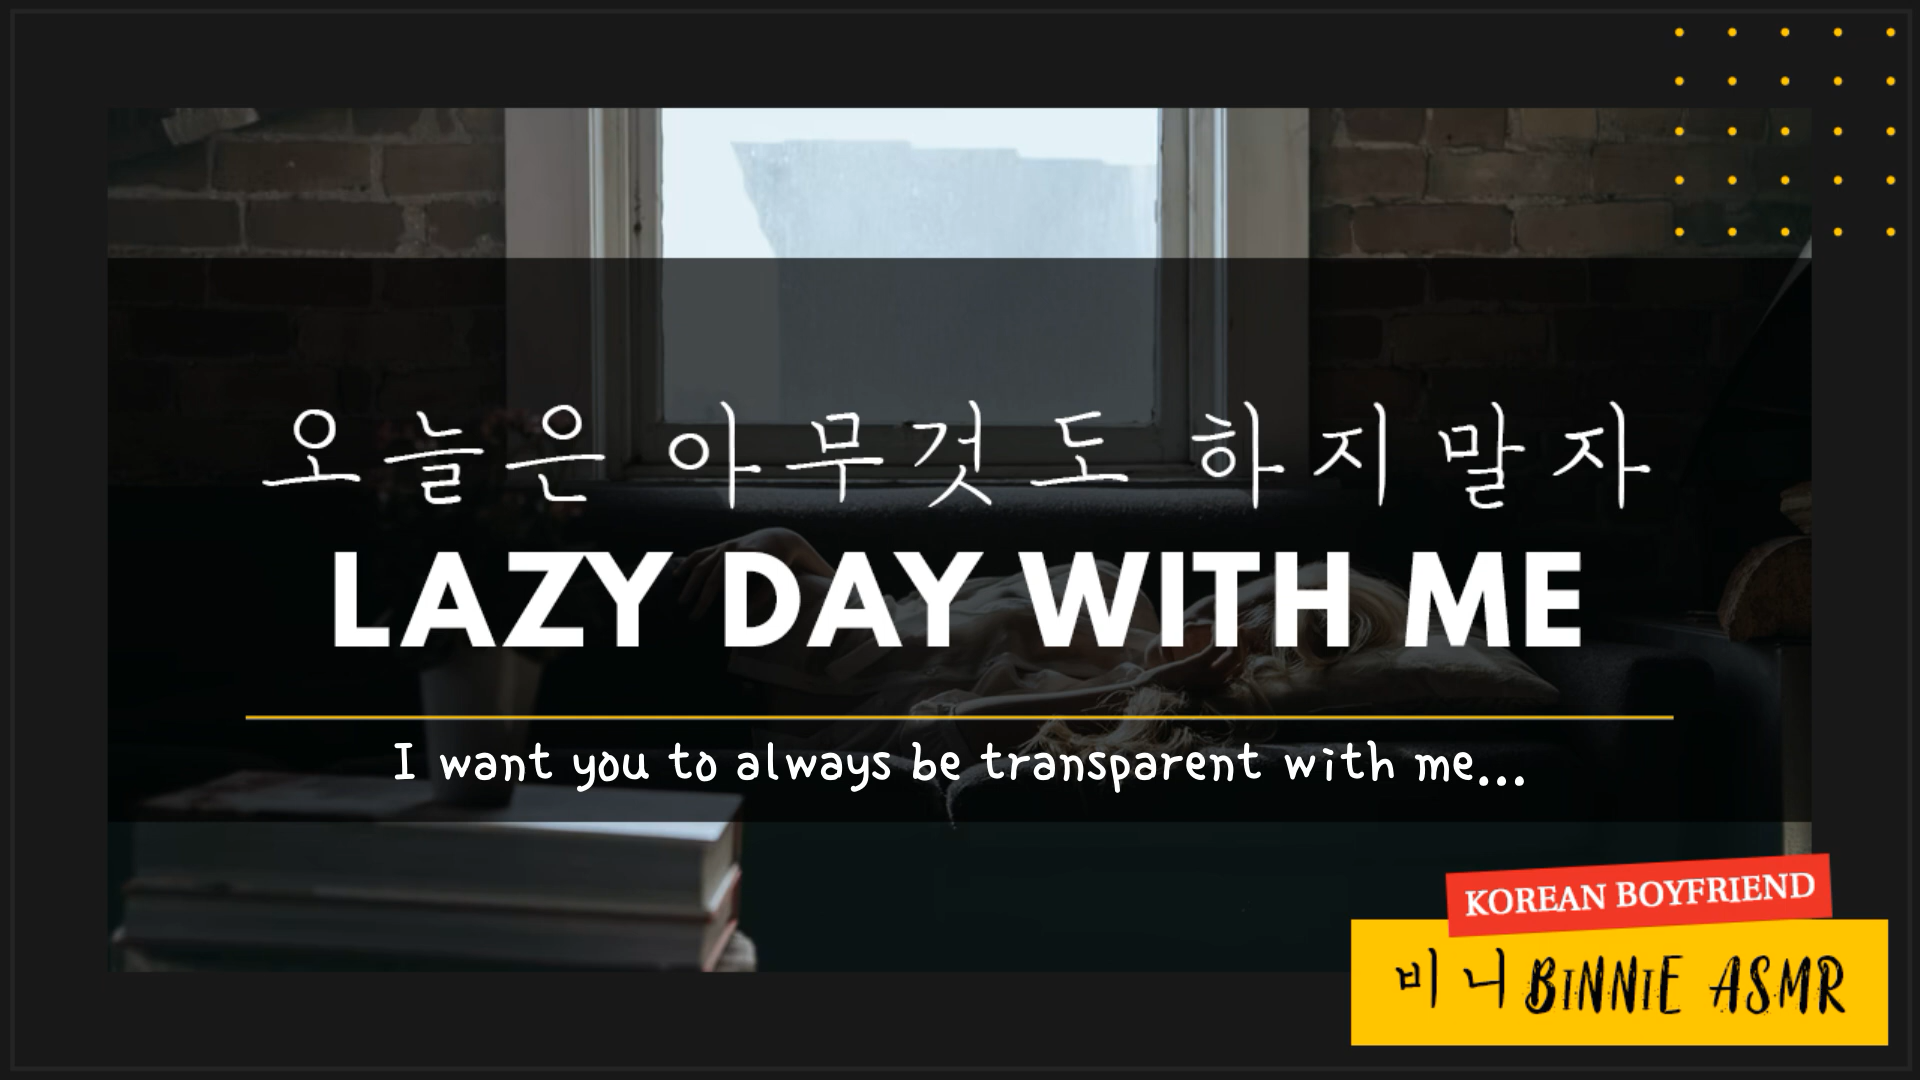 오늘은 아무것도 하지말자
LAZY DAY WITH ME
I want you to always be transparent with me...
KOREAN BOYFRIEND
비니 BINNIE ASMR